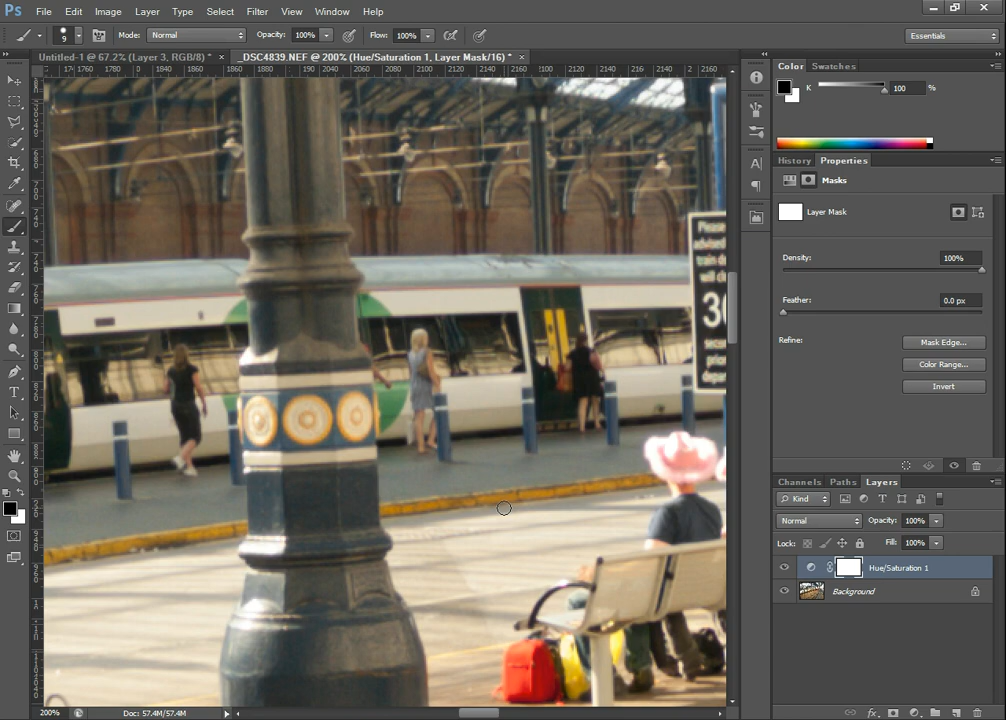 Ps File Edit Image Layer Type Select Filter View Window Help
9 Mode: Normal Opacity: 100% Flow: 100% Essentials
Untitled-1 @ 67.2% (Layer 3, RGB/8) * × _DSC4839.NEF @ 200% (Hue/Saturation 1, Layer Mask/16) * ×
Color Swatches
K 100 %
History Properties
Masks
Layer Mask
Density: 100%
Feather: 0.0 px
Refine: Mask Edge...
Color Range...
Invert
Please
30
Channels Paths Layers
Kind
Normal Opacity: 100%
Lock: Fill: 100%
Hue/Saturation 1
Background
200% Doc: 57.4M/57.4M